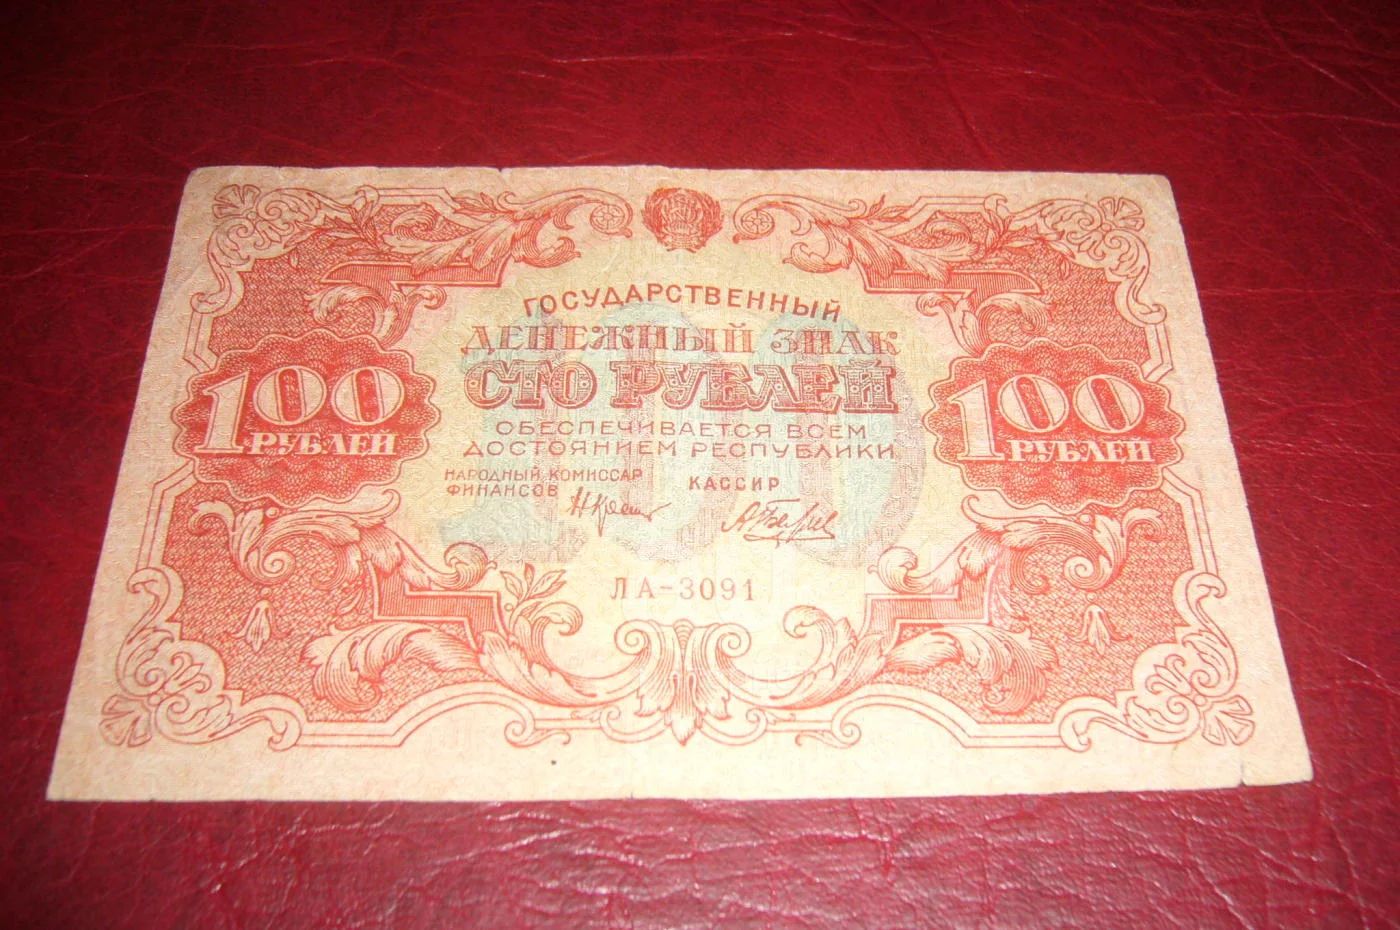 ГОСУДАРСТВЕННЫЙ
ДЕНЕЖНЫЙ ЗНАК
СТО РУБЛЕЙ
100
РУБЛЕЙ
100
РУБЛЕЙ
ОБЕСПЕЧИВАЕТСЯ ВСЕМ
ДОСТОЯНИЕМ РЕСПУБЛИКИ
НАРОДНЫЙ КОМИССАР
ФИНАНСОВ
КАССИР
ЛА-3091
100